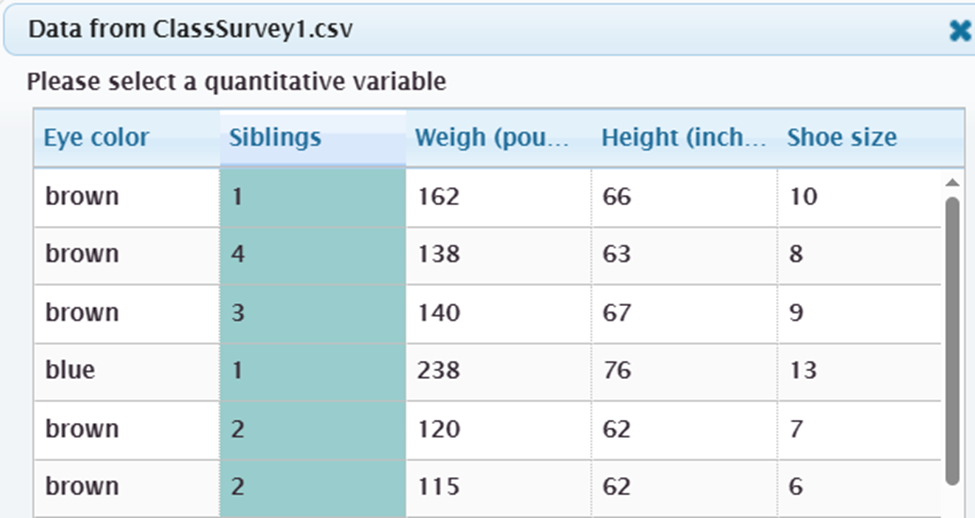 Data from ClassSurvey1.csv
Please select a quantitative variable
Eye color Siblings Weigh (pou... Height (inch... Shoe size
brown 1 162 66 10
brown 4 138 63 8
brown 3 140 67 9
blue 1 238 76 13
brown 2 120 62 7
brown 2 115 62 6